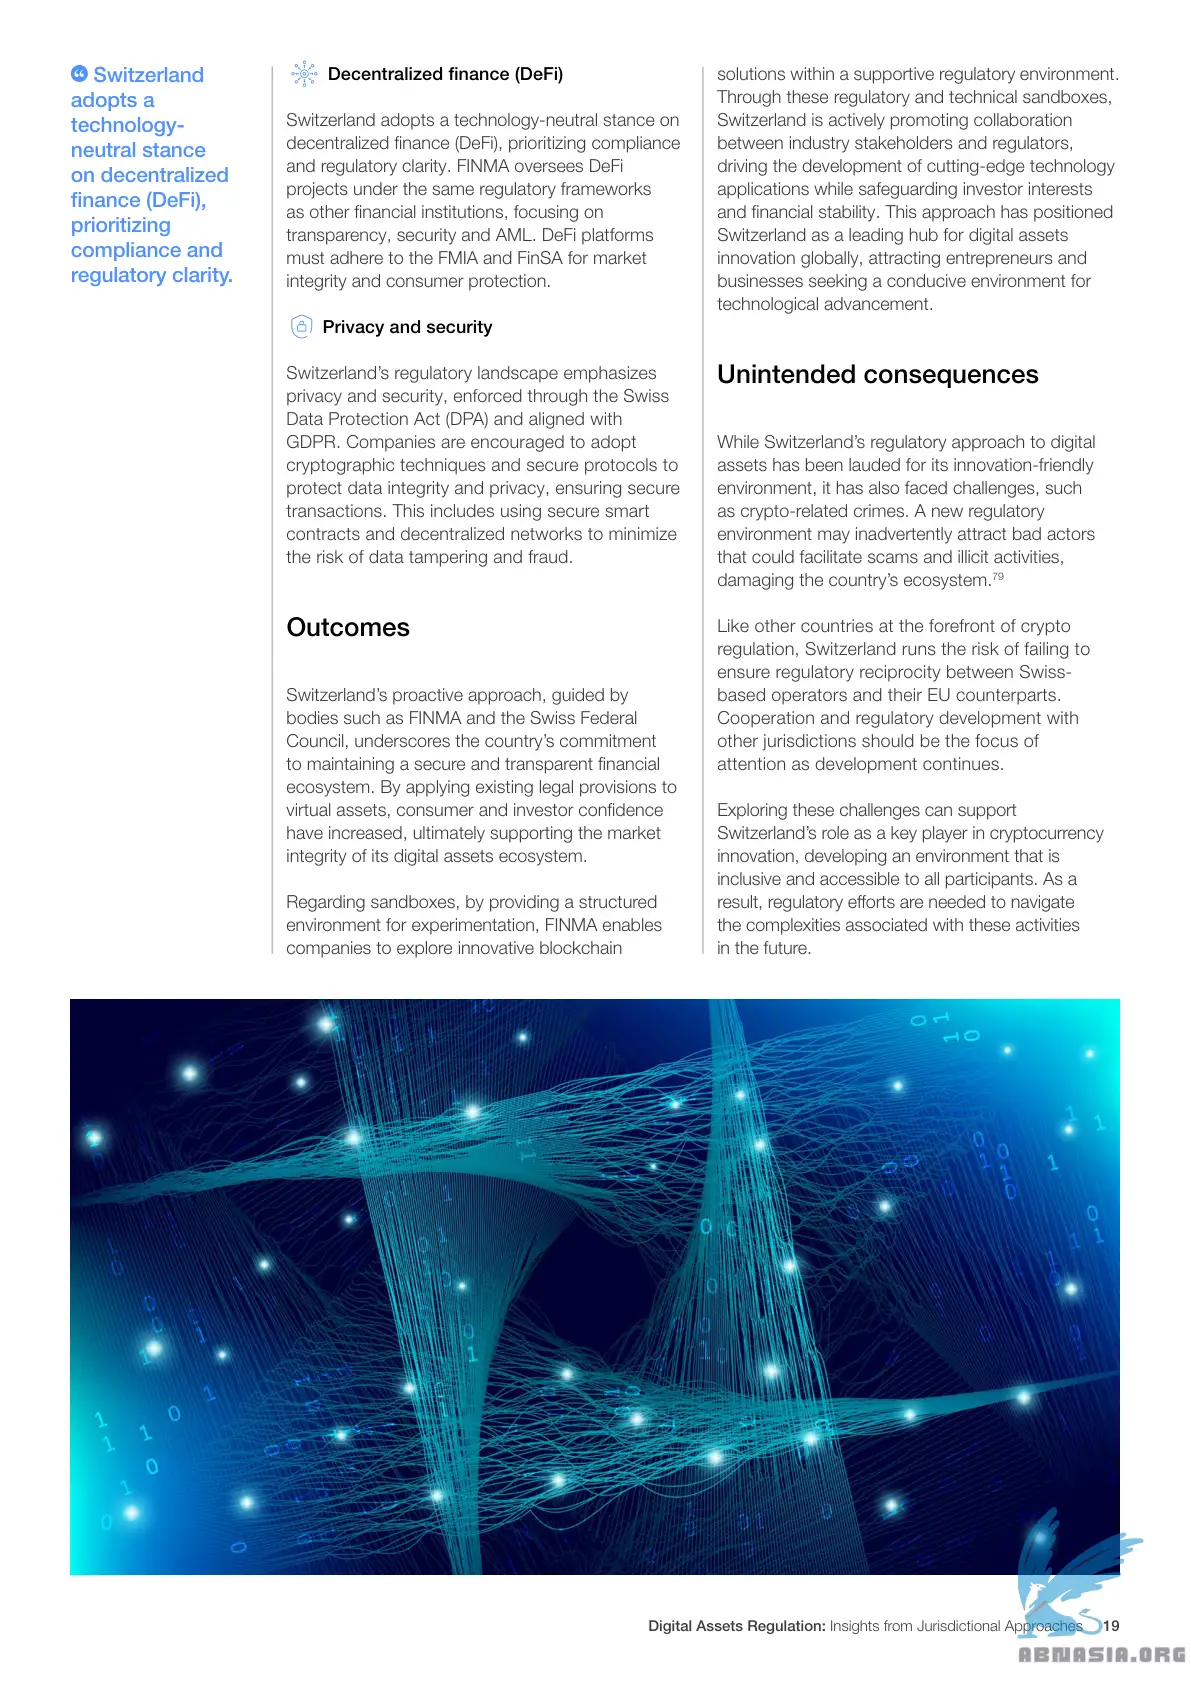 Switzerland
adopts a
technology-
neutral stance
on decentralized
finance (DeFi),
prioritizing
compliance and
regulatory clarity.
Decentralized finance (DeFi)
Switzerland adopts a technology-neutral stance on
decentralized finance (DeFi), prioritizing compliance
and regulatory clarity. FINMA oversees DeFi
projects under the same regulatory frameworks
as other financial institutions, focusing on
transparency, security and AML. DeFi platforms
must adhere to the FMIA and FinSA for market
integrity and consumer protection.
Privacy and security
Switzerland’s regulatory landscape emphasizes
privacy and security, enforced through the Swiss
Data Protection Act (DPA) and aligned with
GDPR. Companies are encouraged to adopt
cryptographic techniques and secure protocols to
protect data integrity and privacy, ensuring secure
transactions. This includes using secure smart
contracts and decentralized networks to minimize
the risk of data tampering and fraud.
Outcomes
Switzerland’s proactive approach, guided by
bodies such as FINMA and the Swiss Federal
Council, underscores the country’s commitment
to maintaining a secure and transparent financial
ecosystem. By applying existing legal provisions to
virtual assets, consumer and investor confidence
have increased, ultimately supporting the market
integrity of its digital assets ecosystem.
Regarding sandboxes, by providing a structured
environment for experimentation, FINMA enables
companies to explore innovative blockchain
solutions within a supportive regulatory environment.
Through these regulatory and technical sandboxes,
Switzerland is actively promoting collaboration
between industry stakeholders and regulators,
driving the development of cutting-edge technology
applications while safeguarding investor interests
and financial stability. This approach has positioned
Switzerland as a leading hub for digital assets
innovation globally, attracting entrepreneurs and
businesses seeking a conducive environment for
technological advancement.
Unintended consequences
While Switzerland’s regulatory approach to digital
assets has been lauded for its innovation-friendly
environment, it has also faced challenges, such
as crypto-related crimes. A new regulatory
environment may inadvertently attract bad actors
that could facilitate scams and illicit activities,
damaging the country’s ecosystem.79
Like other countries at the forefront of crypto
regulation, Switzerland runs the risk of failing to
ensure regulatory reciprocity between Swiss-
based operators and their EU counterparts.
Cooperation and regulatory development with
other jurisdictions should be the focus of
attention as development continues.
Exploring these challenges can support
Switzerland’s role as a key player in cryptocurrency
innovation, developing an environment that is
inclusive and accessible to all participants. As a
result, regulatory efforts are needed to navigate
the complexities associated with these activities
in the future.
Digital Assets Regulation: Insights from Jurisdictional Approaches 19
ABNASIA.ORG